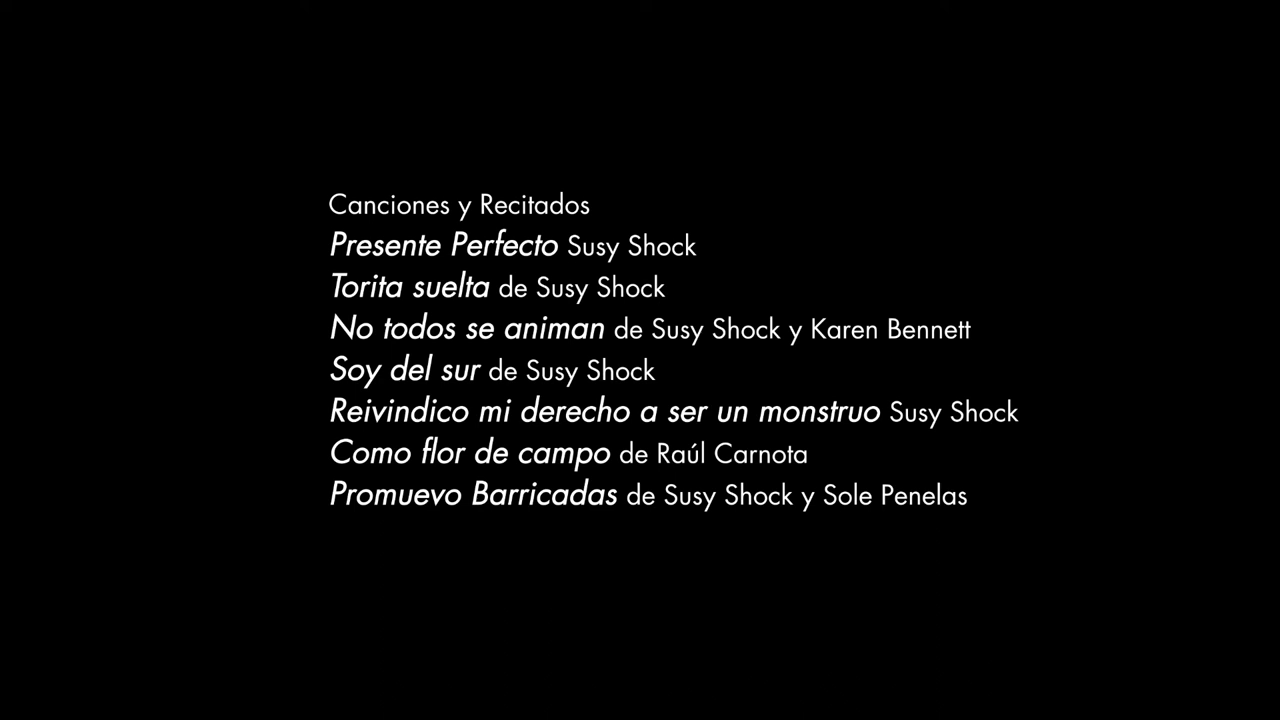 Canciones y Recitados
Presente Perfecto Susy Shock
Torita suelta de Susy Shock
No todos se animan de Susy Shock y Karen Bennett
Soy del sur de Susy Shock
Reivindico mi derecho a ser un monstruo Susy Shock
Como flor de campo de Raúl Carnota
Promuevo Barricadas de Susy Shock y Sole Penelas